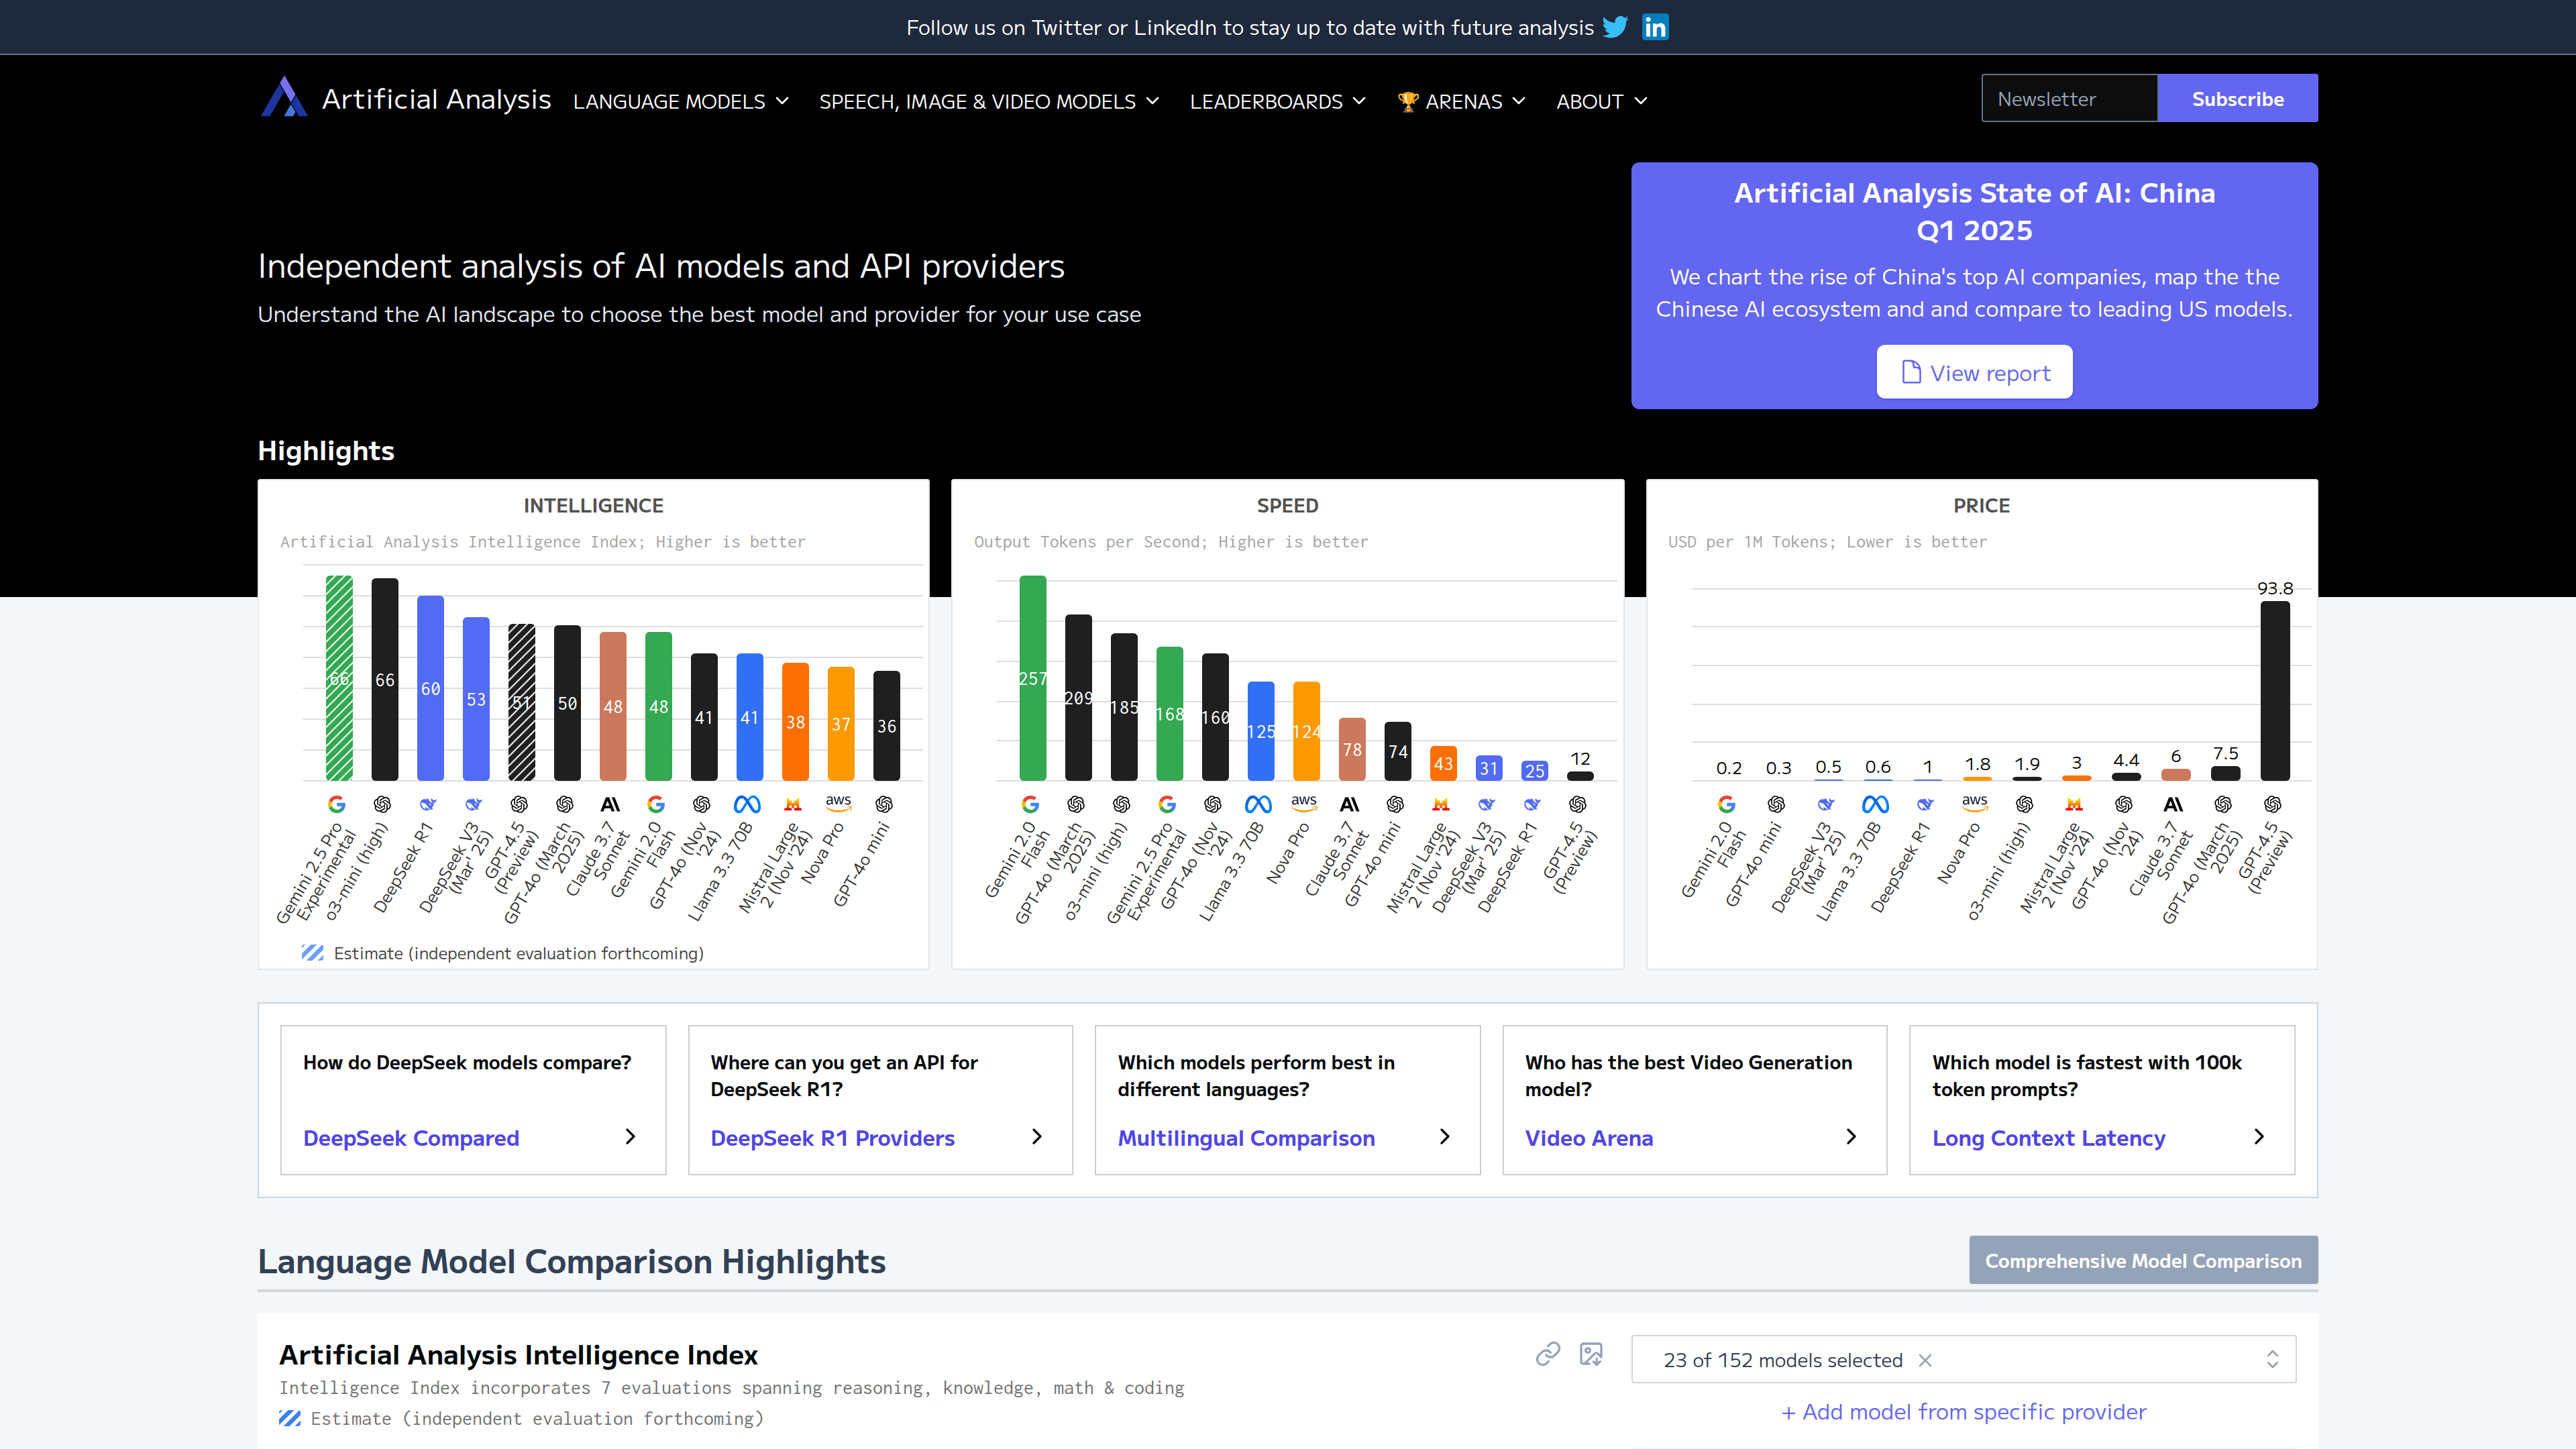 Follow us on Twitter or LinkedIn to stay up to date with future analysis
Artificial Analysis
LANGUAGE MODELS
SPEECH, IMAGE & VIDEO MODELS
LEADERBOARDS
🏆 ARENAS
ABOUT
Newsletter
Subscribe
Independent analysis of AI models and API providers
Understand the AI landscape to choose the best model and provider for your use case
Artificial Analysis State of AI: China
Q1 2025
We chart the rise of China's top AI companies, map the the
Chinese AI ecosystem and and compare to leading US models.
View report
Highlights
INTELLIGENCE
Artificial Analysis Intelligence Index; Higher is better
66
66
60
53
51
50
48
48
41
41
38
37
36
aws
Gemini 2.5 Pro
Experimental
o3-mini (high)
DeepSeek R1
DeepSeek V3
(Mar' 25)
GPT-4.5
(Preview)
GPT-4o (March
2025)
Claude 3.7
Sonnet
Gemini 2.0
Flash
GPT-4o (Nov
'24)
Llama 3.3 70B
Mistral Large
2 (Nov '24)
Nova Pro
GPT-4o mini
Estimate (independent evaluation forthcoming)
SPEED
Output Tokens per Second; Higher is better
257
209
185
168
160
125
124
78
74
43
31
25
12
aws
Gemini 2.0
Flash
GPT-4o (March
2025)
o3-mini (high)
Gemini 2.5 Pro
Experimental
GPT-4o (Nov
'24)
Llama 3.3 70B
Nova Pro
Claude 3.7
Sonnet
GPT-4o mini
Mistral Large
2 (Nov '24)
DeepSeek V3
(Mar' 25)
DeepSeek R1
GPT-4.5
(Preview)
PRICE
USD per 1M Tokens; Lower is better
0.2
0.3
0.5
0.6
1
1.8
1.9
3
4.4
6
7.5
93.8
aws
Gemini 2.0
Flash
GPT-4o mini
DeepSeek V3
(Mar' 25)
Llama 3.3 70B
DeepSeek R1
Nova Pro
o3-mini (high)
Mistral Large
2 (Nov '24)
GPT-4o (Nov
'24)
Claude 3.7
Sonnet
GPT-4o (March
2025)
GPT-4.5
(Preview)
How do DeepSeek models compare?
DeepSeek Compared
Where can you get an API for
DeepSeek R1?
DeepSeek R1 Providers
Which models perform best in
different languages?
Multilingual Comparison
Who has the best Video Generation
model?
Video Arena
Which model is fastest with 100k
token prompts?
Long Context Latency
Language Model Comparison Highlights
Comprehensive Model Comparison
Artificial Analysis Intelligence Index
Intelligence Index incorporates 7 evaluations spanning reasoning, knowledge, math & coding
Estimate (independent evaluation forthcoming)
23 of 152 models selected
+ Add model from specific provider